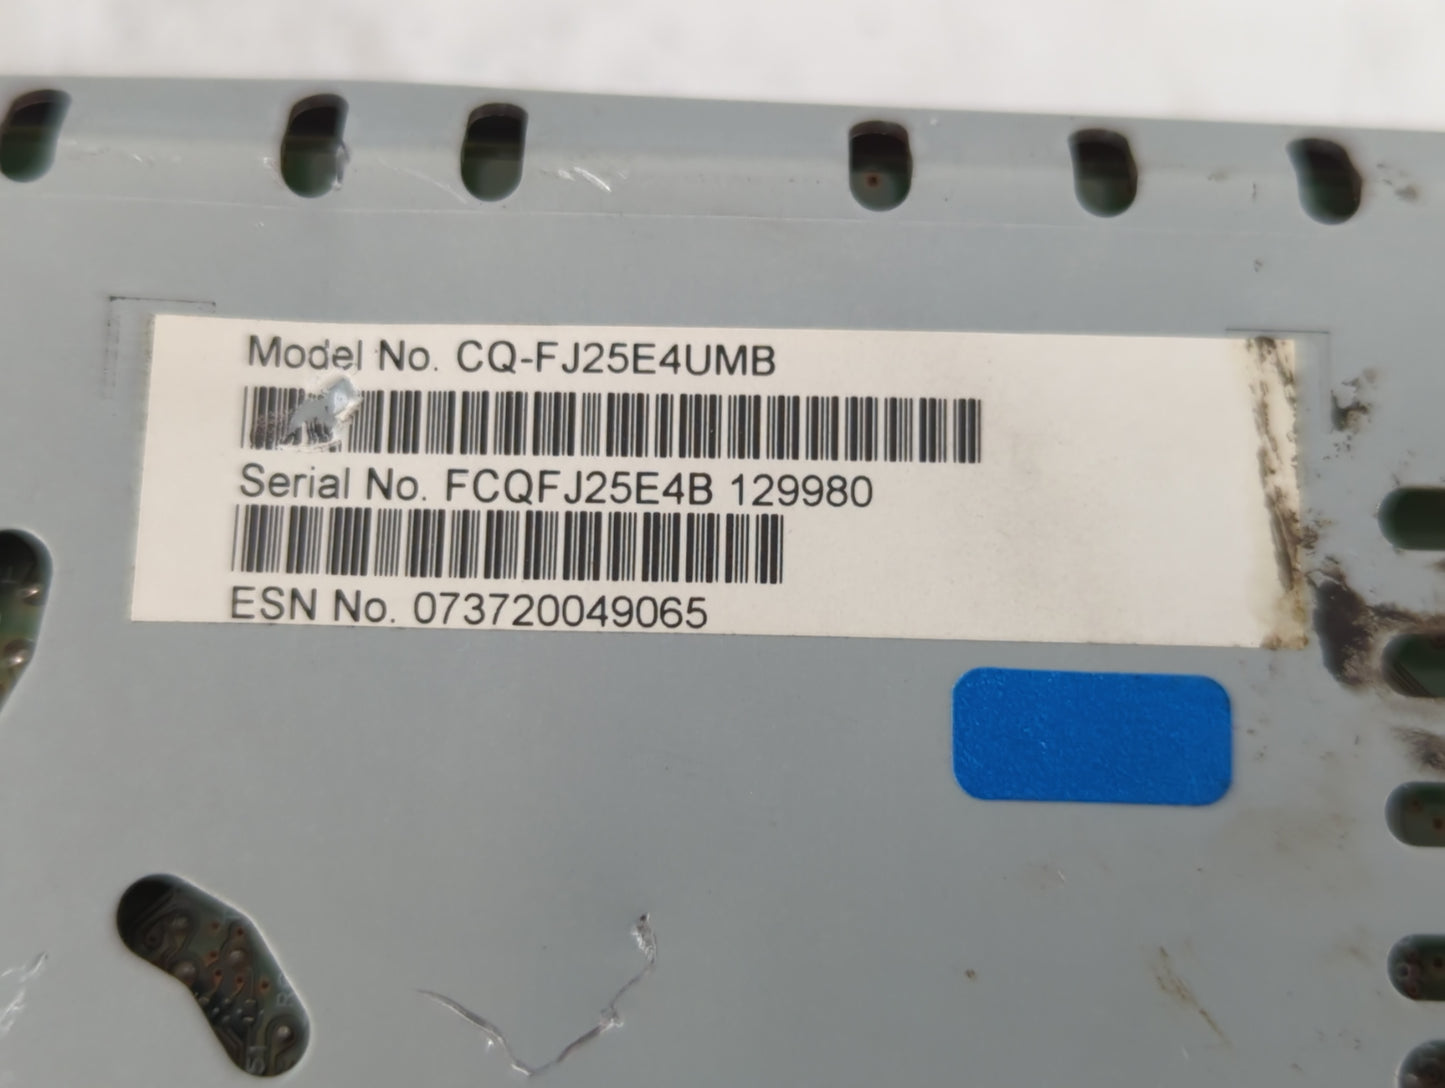 Model No. CQ-FJ25E4UMB
Serial No. FCQFJ25E4B 129980
ESN No. 073720049065